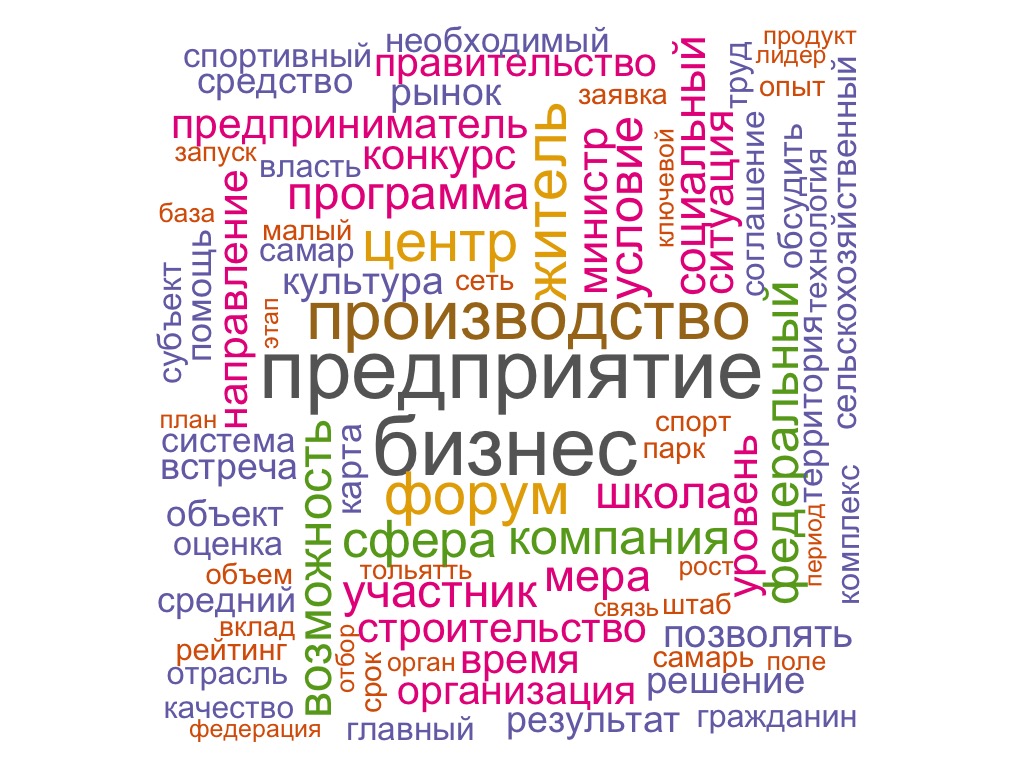 необходимый
продукт
спортивный
правительство
лидер
средство
рынок
заявка
опыт
труд
социальный
сельскохозяйственный
предприниматель
житель
министр
условие
ключевой
ситуация
соглашение
обсудить
технология
запуск
власть
конкурс
программа
направление
база
малый
самар
центр
помощь
субъект
культура
сеть
этап
производство
федеральный
территория
предприятие
план
система
встреча
возможность
карта
бизнес
спорт
парк
форум
школа
уровень
комплекс
объект
оценка
сфера
компания
период
объем
тольятть
мера
рост
средний
участник
связь
штаб
вклад
строительство
позволять
рейтинг
отбор
срок
орган
время
самарь
поле
отрасль
организация
решение
качество
федерация
главный
результат
гражданин